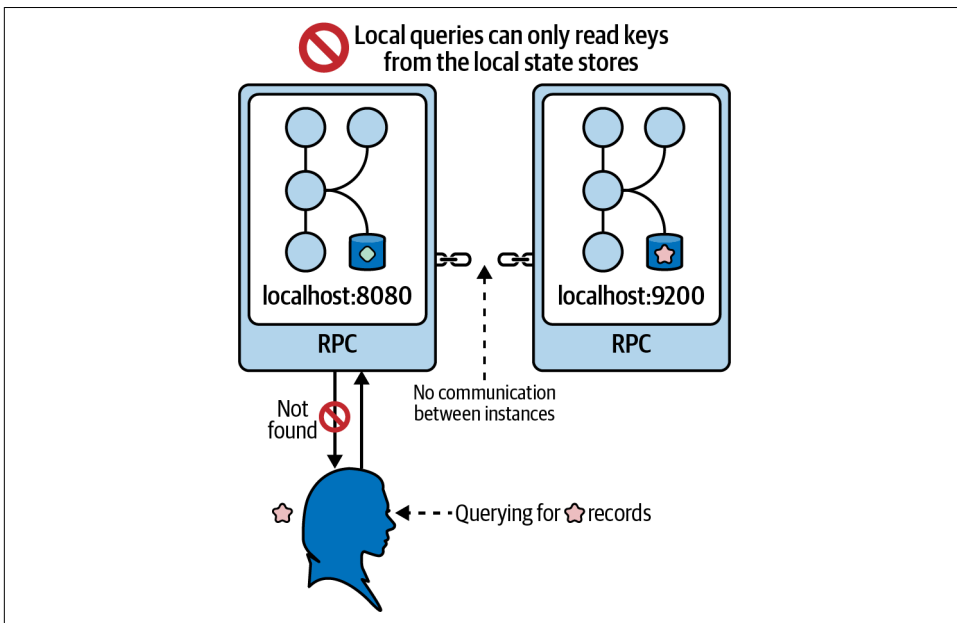 Local queries can only read keys
from the local state stores
localhost:8080
RPC
localhost:9200
RPC
No communication
between instances
Not
found
Querying for records